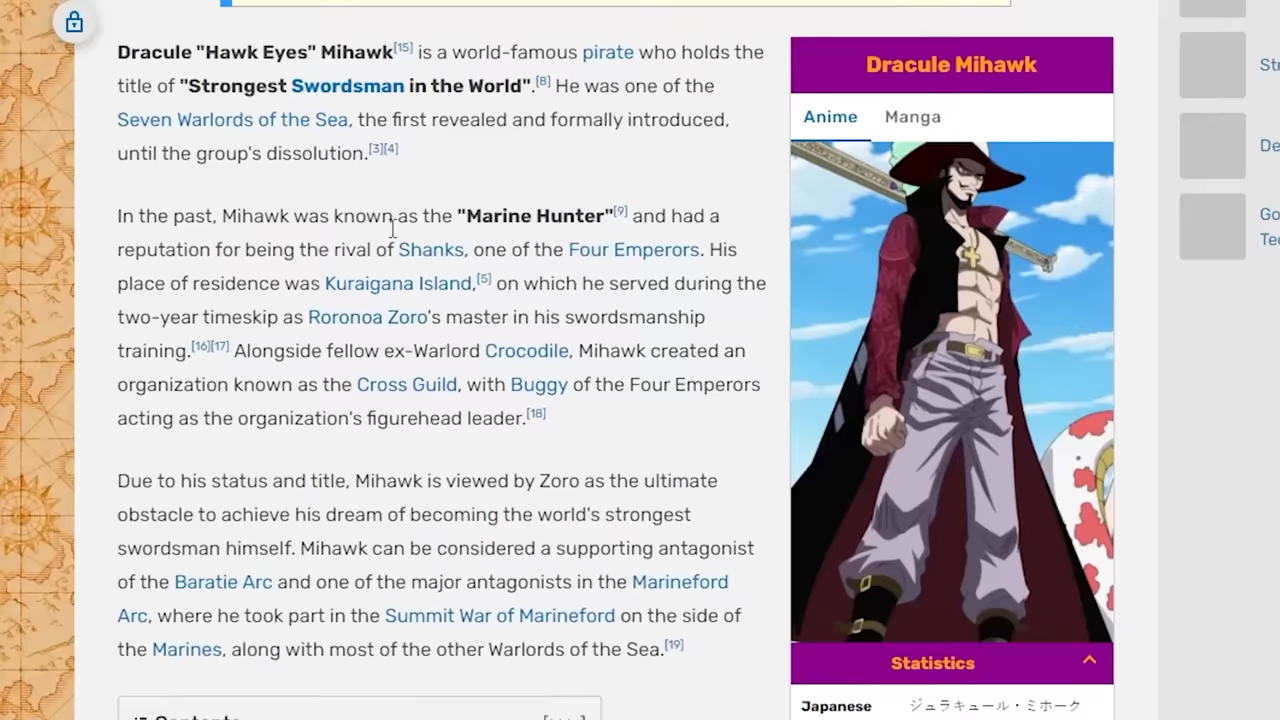 Dracule "Hawk Eyes" Mihawk[15] is a world-famous pirate who holds the
title of "Strongest Swordsman in the World".[8] He was one of the
Seven Warlords of the Sea, the first revealed and formally introduced,
until the group's dissolution.[3][4]
In the past, Mihawk was known as the "Marine Hunter"[9] and had a
reputation for being the rival of Shanks, one of the Four Emperors. His
place of residence was Kuraigana Island,[5] on which he served during the
two-year timeskip as Roronoa Zoro's master in his swordsmanship
training.[16][17] Alongside fellow ex-Warlord Crocodile, Mihawk created an
organization known as the Cross Guild, with Buggy of the Four Emperors
acting as the organization's figurehead leader.[18]
Due to his status and title, Mihawk is viewed by Zoro as the ultimate
obstacle to achieve his dream of becoming the world's strongest
swordsman himself. Mihawk can be considered a supporting antagonist
of the Baratie Arc and one of the major antagonists in the Marineford
Arc, where he took part in the Summit War of Marineford on the side of
the Marines, along with most of the other Warlords of the Sea.[19]
Dracule Mihawk
Anime Manga
Statistics
Japanese ジュラキュール・ミホーク
Str
De
Go
Tec